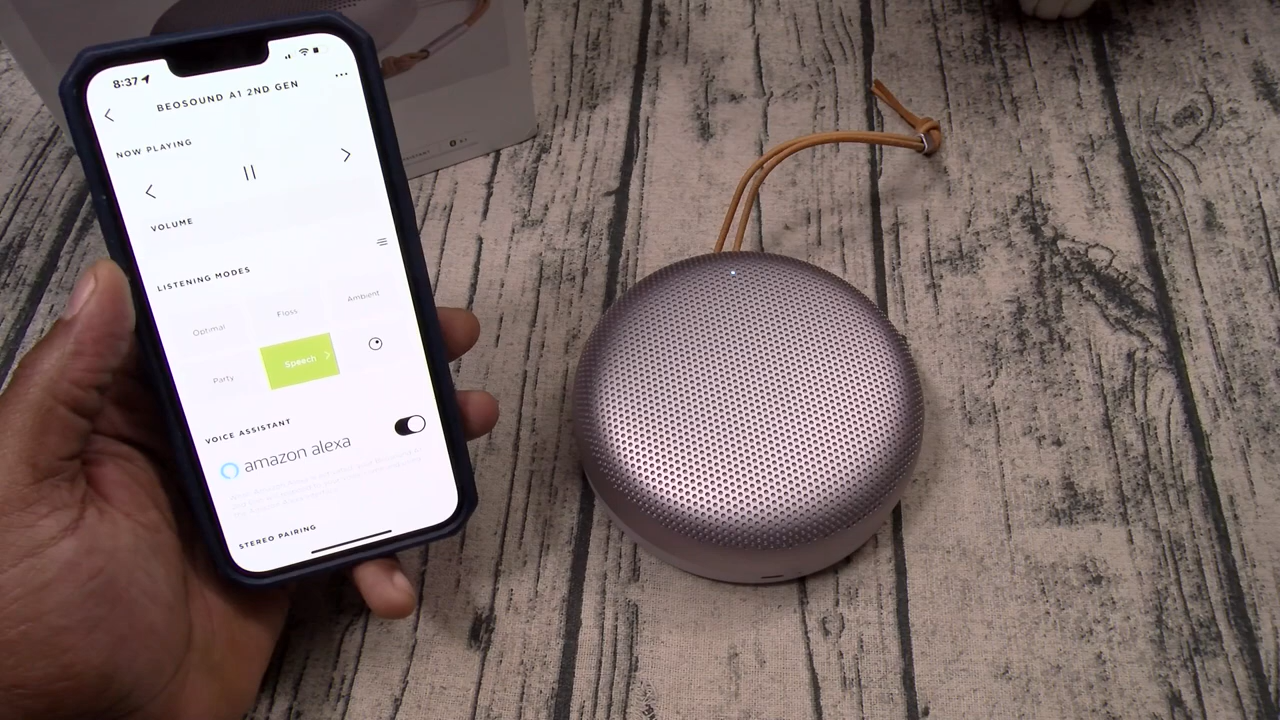 8:37
BEOSOUND A1 2ND GEN
NOW PLAYING
VOLUME
LISTENING MODES
Optimal
Floss
Ambient
Party
Speech
VOICE ASSISTANT
amazon alexa
STEREO PAIRING